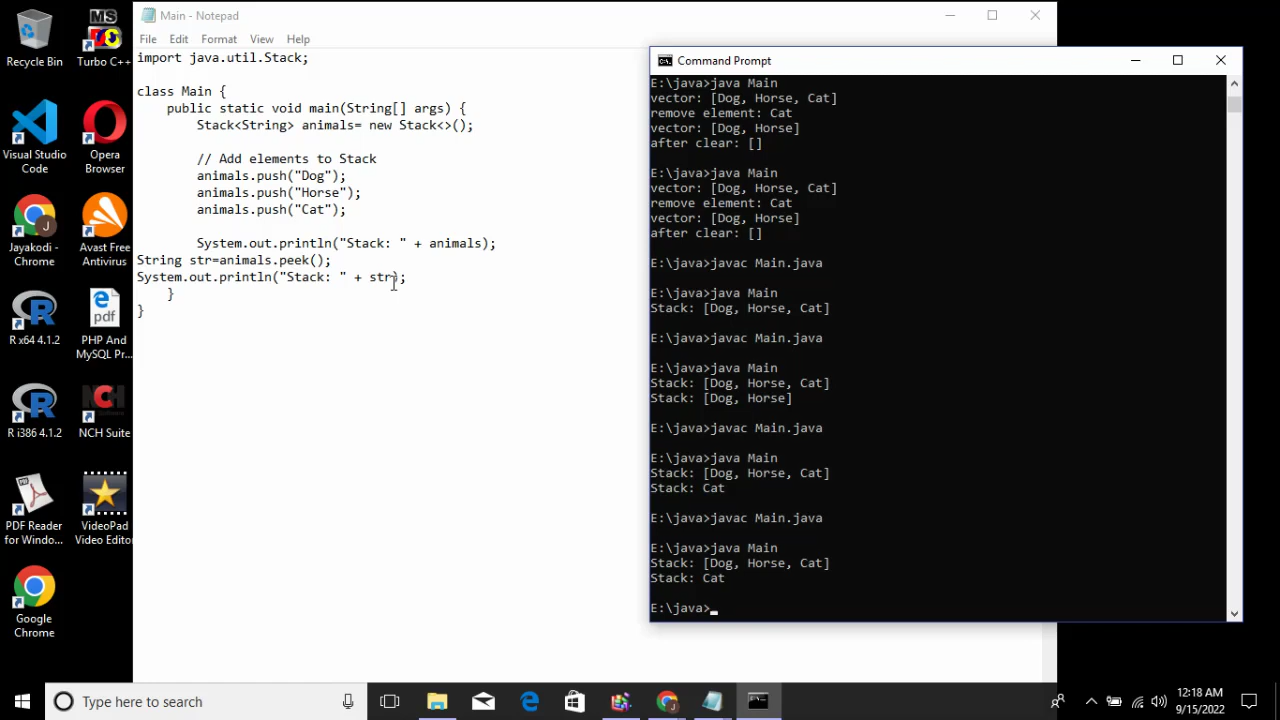 Recycle Bin
MS
Turbo C++
Visual Studio
Code
Opera
Browser
Jayakodi -
Chrome
Avast Free
Antivirus
R x64 4.1.2
PHP And
MySQL Pr...
R i386 4.1.2
NCH
NCH Suite
PDF Reader
for Windo...
VideoPad
Video Editor
Google
Chrome
Main - Notepad
File Edit Format View Help
import java.util.Stack;
class Main {
public static void main(String[] args) {
Stack<String> animals= new Stack<>();
// Add elements to Stack
animals.push("Dog");
animals.push("Horse");
animals.push("Cat");
System.out.println("Stack: " + animals);
String str=animals.peek();
System.out.println("Stack: " + str);
}
}
Command Prompt
E:\java>java Main
vector: [Dog, Horse, Cat]
remove element: Cat
vector: [Dog, Horse]
after clear: []
E:\java>java Main
vector: [Dog, Horse, Cat]
remove element: Cat
vector: [Dog, Horse]
after clear: []
E:\java>javac Main.java
E:\java>java Main
Stack: [Dog, Horse, Cat]
E:\java>javac Main.java
E:\java>java Main
Stack: [Dog, Horse, Cat]
Stack: [Dog, Horse]
E:\java>javac Main.java
E:\java>java Main
Stack: [Dog, Horse, Cat]
Stack: Cat
E:\java>javac Main.java
E:\java>java Main
Stack: [Dog, Horse, Cat]
Stack: Cat
E:\java>
Type here to search
12:18 AM
9/15/2022